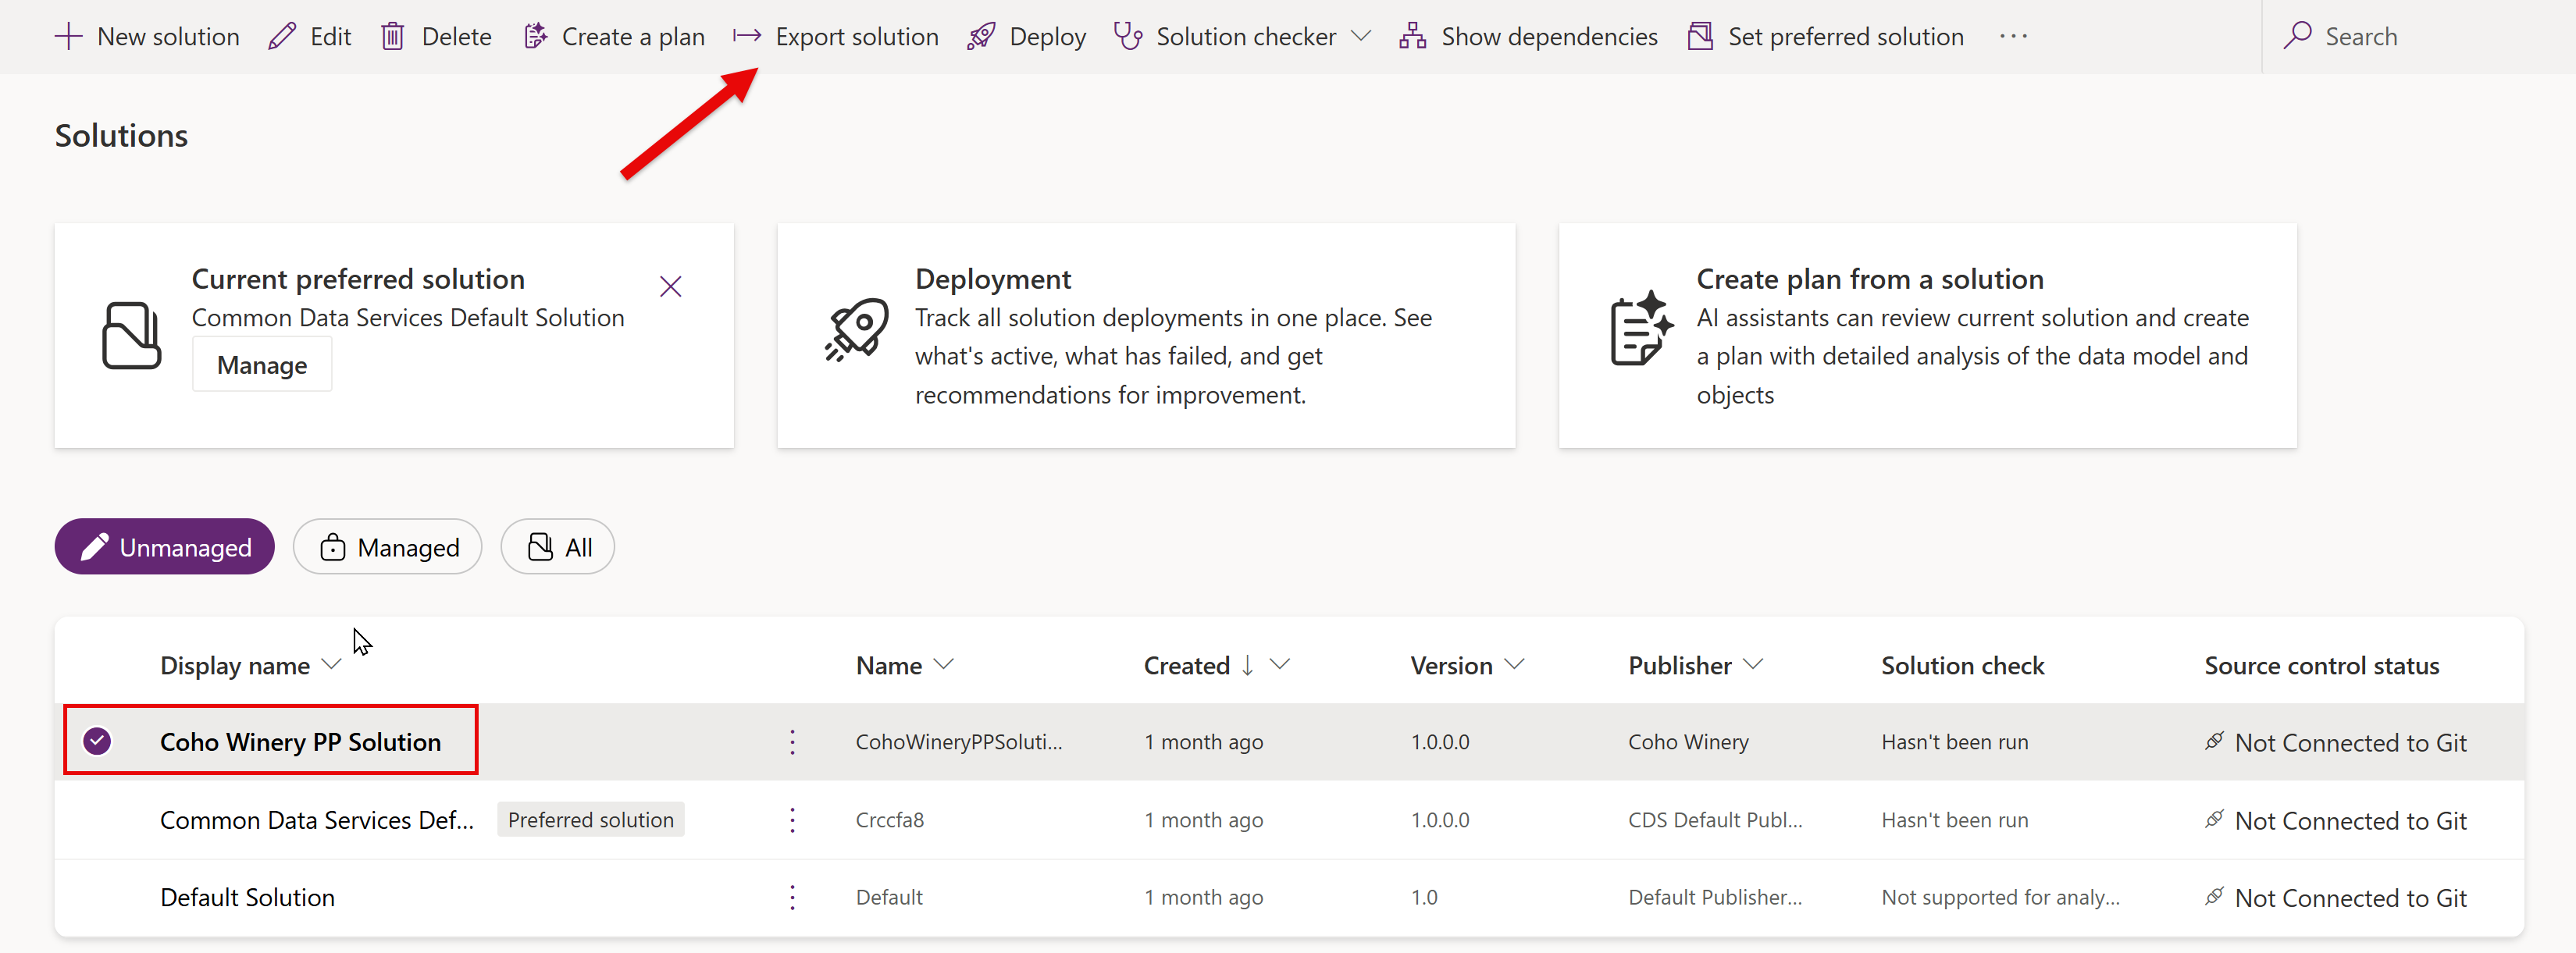 New solution Edit Delete Create a plan Export solution Deploy Solution checker Show dependencies Set preferred solution ··· Search
Solutions
Current preferred solution
Common Data Services Default Solution
Manage
Deployment
Track all solution deployments in one place. See
what's active, what has failed, and get
recommendations for improvement.
Create plan from a solution
AI assistants can review current solution and create
a plan with detailed analysis of the data model and
objects
Unmanaged Managed All
Display name Name Created Version Publisher Solution check Source control status
Coho Winery PP Solution CohoWineryPPSoluti... 1 month ago 1.0.0.0 Coho Winery Hasn't been run Not Connected to Git
Common Data Services Def... Preferred solution Crccfa8 1 month ago 1.0.0.0 CDS Default Publ... Hasn't been run Not Connected to Git
Default Solution Default 1 month ago 1.0 Default Publisher... Not supported for analy... Not Connected to Git